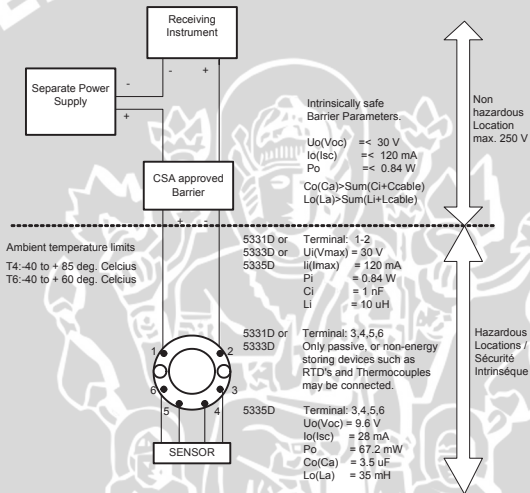 Receiving
Instrument
-
+
Separate Power
Supply
-
+
Intrinsically safe
Barrier Parameters.
Uo(Voc) =< 30 V
Io(Isc) =< 120 mA
Po =< 0.84 W
Co(Ca)>Sum(Ci+Ccable)
Lo(La)>Sum(Li+Lcable)
Non
hazardous
Location
max. 250 V
CSA approved
Barrier
+
-
Ambient temperature limits
T4:-40 to + 85 deg. Celcius
T6:-40 to + 60 deg. Celcius
5331D or Terminal: 1-2
5333D or Ui(Vmax) = 30 V
5335D Ii(Imax) = 120 mA
Pi = 0.84 W
Ci = 1 nF
Li = 10 uH
5331D or Terminal: 3,4,5,6
5333D Only passive, or non-energy
storing devices such as
RTD's and Thermocouples
may be connected.
Hazardous
Locations /
Sécurité
Intrinséque
1
2
6
3
5
4
SENSOR
5335D Terminal: 3,4,5,6
Uo(Voc) = 9.6 V
Io(Isc) = 28 mA
Po = 67.2 mW
Co(Ca) = 3.5 uF
Lo(La) = 35 mH